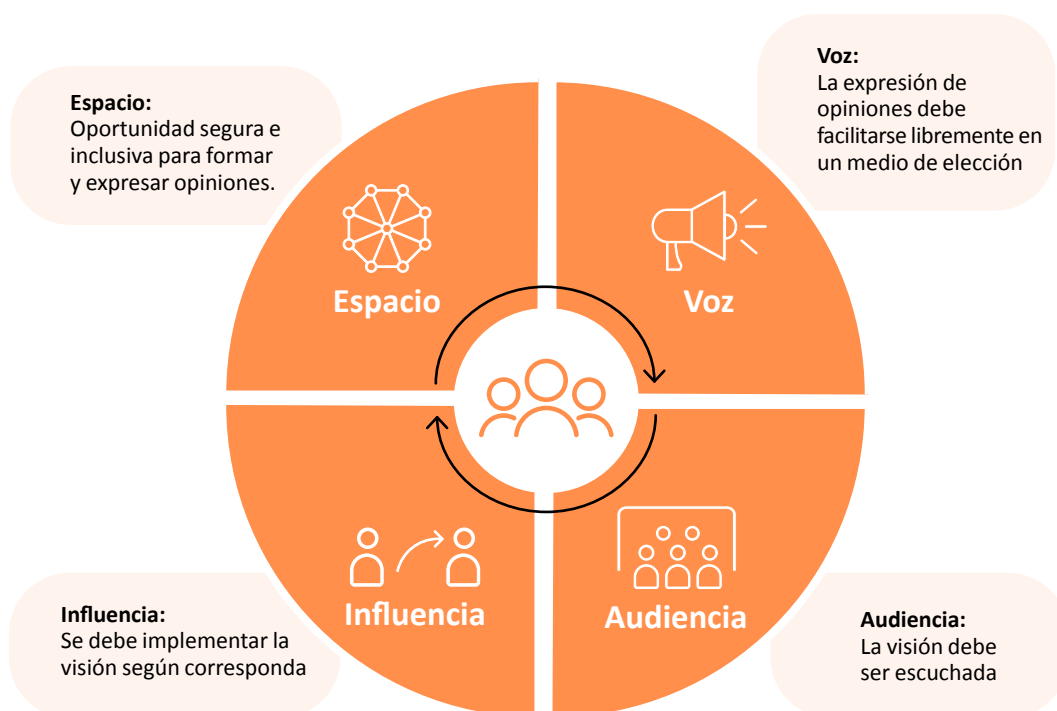 Espacio:
Oportunidad segura e
inclusiva para formar
y expresar opiniones.
Voz:
La expresión de
opiniones debe
facilitarse libremente en
un medio de elección
Espacio
Voz
Influencia
Audiencia
Influencia:
Se debe implementar la
visión según corresponda
Audiencia:
La visión debe
ser escuchada